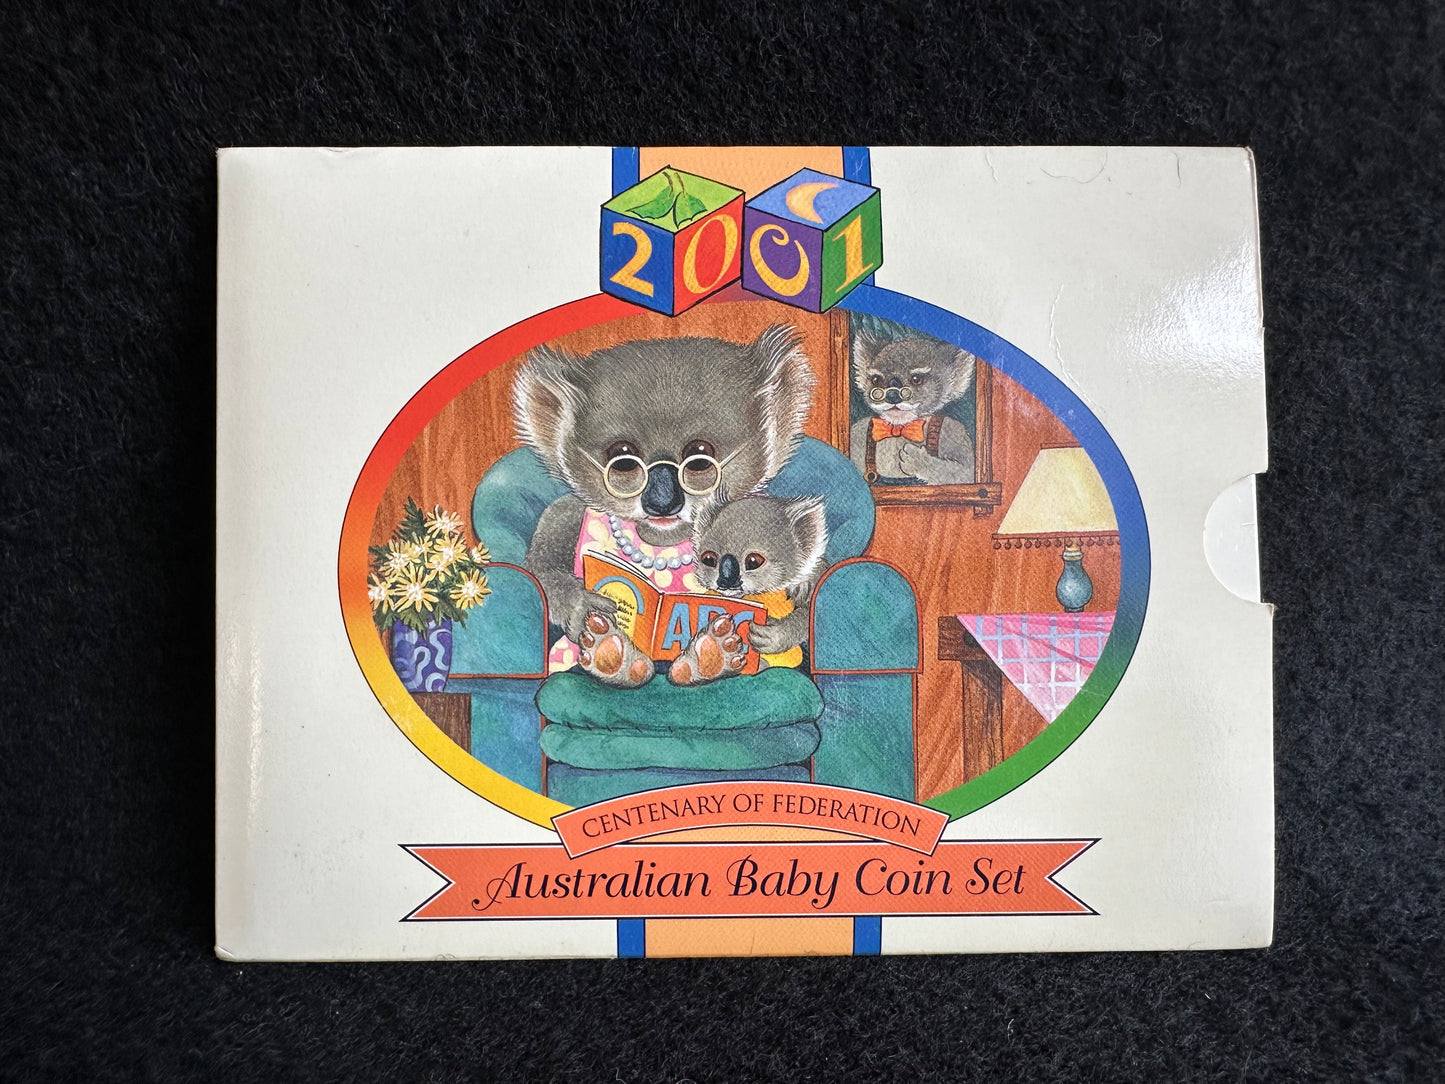 2001
ABC
CENTENARY OF FEDERATION
Australian Baby Coin Set